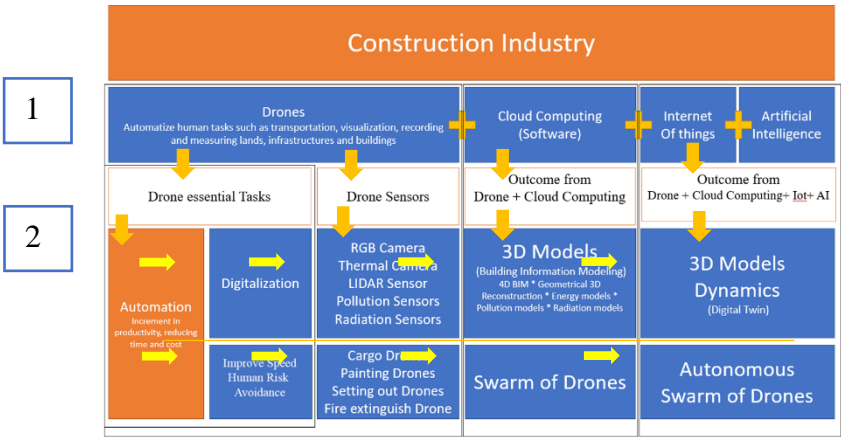 Construction Industry
1
Drones
Automatize human tasks such as transportation, visualization, recording
and measuring lands, infrastructures and buildings
Cloud Computing
(Software)
Internet
Of things
Artificial
Intelligence
2
Drone essential Tasks
Drone Sensors
Outcome from
Drone + Cloud Computing
Outcome from
Drone + Cloud Computing+ Iot+ AI
Automation
Increment in
productivity, reducing
time and cost
Digitalization
RGB Camera
Thermal Camera
LIDAR Sensor
Pollution Sensors
Radiation Sensors
3D Models
(Building Information Modeling)
4D BIM * Geometrical 3D
Reconstruction * Energy models *
Pollution models * Radiation models
3D Models
Dynamics
(Digital Twin)
Improve Speed
Human Risk
Avoidance
Cargo Drones
Painting Drones
Setting out Drones
Fire extinguish Drone
Swarm of Drones
Autonomous
Swarm of Drones